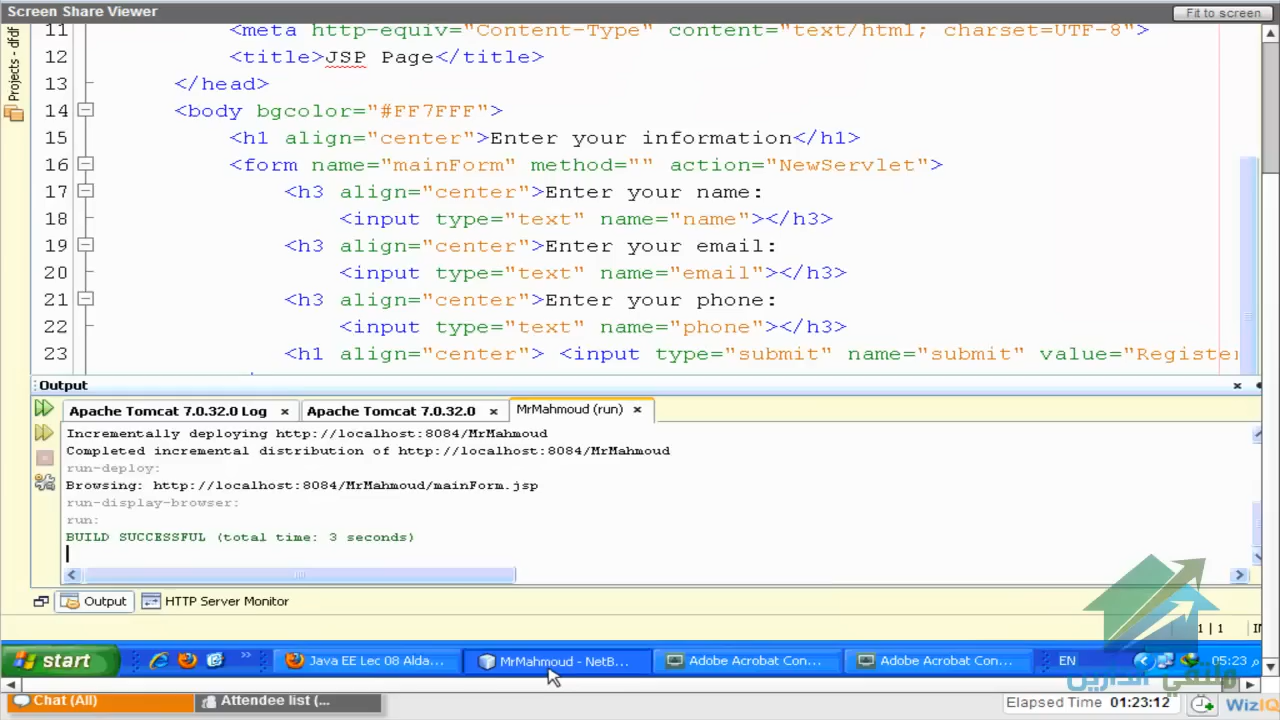 Screen Share Viewer
Fit to screen
Projects - dfdf
11 <meta http-equiv="Content-Type" content="text/html; charset=UTF-8">
12 <title>JSP Page</title>
13 </head>
14 <body bgcolor="#FF7FFF">
15 <h1 align="center">Enter your information</h1>
16 <form name="mainForm" method="" action="NewServlet">
17 <h3 align="center">Enter your name:
18 <input type="text" name="name"></h3>
19 <h3 align="center">Enter your email:
20 <input type="text" name="email"></h3>
21 <h3 align="center">Enter your phone:
22 <input type="text" name="phone"></h3>
23 <h1 align="center"> <input type="submit" name="submit" value="Register
Output
Apache Tomcat 7.0.32.0 Log Apache Tomcat 7.0.32.0 MrMahmoud (run)
Incrementally deploying http://localhost:8084/MrMahmoud
Completed incremental distribution of http://localhost:8084/MrMahmoud
run-deploy:
Browsing: http://localhost:8084/MrMahmoud/mainForm.jsp
run-display-browser:
run:
BUILD SUCCESSFUL (total time: 3 seconds)
Output HTTP Server Monitor
1 | 1
start Java EE Lec 08 Alda... MrMahmoud - NetB... Adobe Acrobat Con... Adobe Acrobat Con... EN 05:23 م
ملتقي الدارين
Chat (All) Attendee list (... Elapsed Time 01:23:12 WizIQ